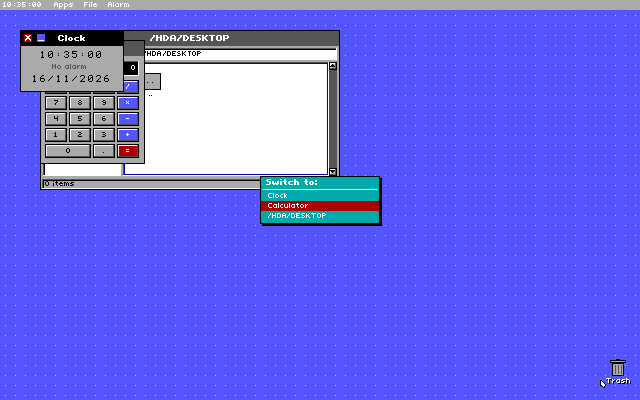 10:35:00 Apps File Alarm
Clock
/HDA/DESKTOP
10:35:00
No alarm
16/11/2026
/HDA/DESKTOP
0
/
..
..
7 8 9 ×
4 5 6 -
1 2 3 +
0 . =
0 items
Switch to:
Clock
Calculator
/HDA/DESKTOP
Trash